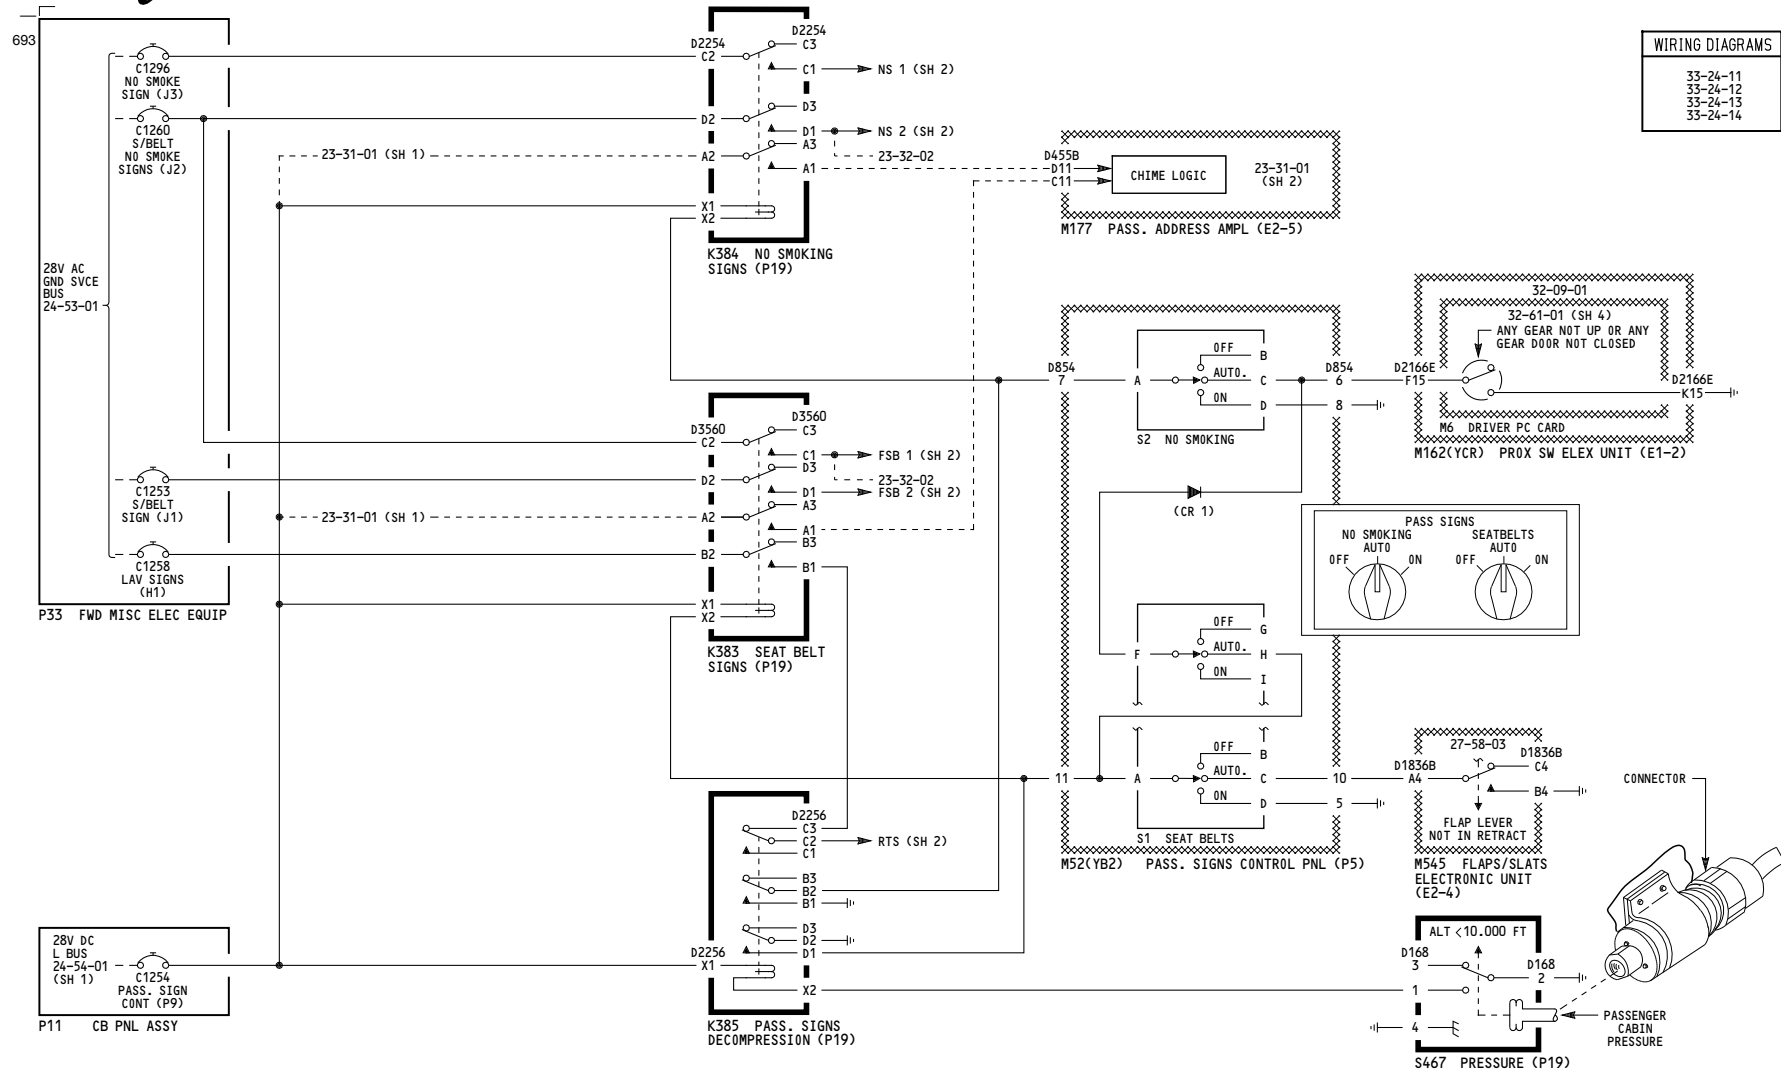 693
C1296
NO SMOKE
SIGN (J3)
C1260
S/BELT
NO SMOKE
SIGNS (J2)
28V AC
GND SVCE
BUS
24-53-01
C1253
S/BELT
SIGN (J1)
C1258
LAV SIGNS
(H1)
P33 FWD MISC ELEC EQUIP
28V DC
L BUS
24-54-01
(SH 1)
C1254
PASS. SIGN
CONT (P9)
P11 CB PNL ASSY
23-31-01 (SH 1)
23-31-01 (SH 1)
D2254
C2
D2
A2
X1
X2
D2254
C3
C1
NS 1 (SH 2)
D3
D1
NS 2 (SH 2)
A3
23-32-02
A1
K384 NO SMOKING
SIGNS (P19)
D3560
C2
D2
A2
B2
X1
X2
D3560
C3
C1
FSB 1 (SH 2)
D3
23-32-02
D1
FSB 2 (SH 2)
A3
A1
B3
B1
K383 SEAT BELT
SIGNS (P19)
D2256
C3
C2
RTS (SH 2)
C1
B3
B2
B1
D3
D2
D1
D2256
X1
X2
K385 PASS. SIGNS
DECOMPRESSION (P19)
D455B
D11
C11
CHIME LOGIC
23-31-01
(SH 2)
M177 PASS. ADDRESS AMPL (E2-5)
D854
7
A
OFF
B
AUTO.
C
ON
D
D854
6
8
S2 NO SMOKING
(CR 1)
F
OFF
G
AUTO.
H
ON
I
11
A
OFF
B
AUTO.
C
ON
D
10
5
S1 SEAT BELTS
M52(YB2) PASS. SIGNS CONTROL PNL (P5)
WIRING DIAGRAMS
33-24-11
33-24-12
33-24-13
33-24-14
32-09-01
32-61-01 (SH 4)
ANY GEAR NOT UP OR ANY
GEAR DOOR NOT CLOSED
D2166E
F15
D2166E
K15
M6 DRIVER PC CARD
M162(YCR) PROX SW ELEX UNIT (E1-2)
PASS SIGNS
NO SMOKING
AUTO
OFF
ON
SEATBELTS
AUTO
OFF
ON
27-58-03
D1836B
A4
D1836B
C4
B4
FLAP LEVER
NOT IN RETRACT
M545 FLAPS/SLATS
ELECTRONIC UNIT
(E2-4)
CONNECTOR
ALT <10.000 FT
D168
3
1
4
D168
2
PASSENGER
CABIN
PRESSURE
S467 PRESSURE (P19)